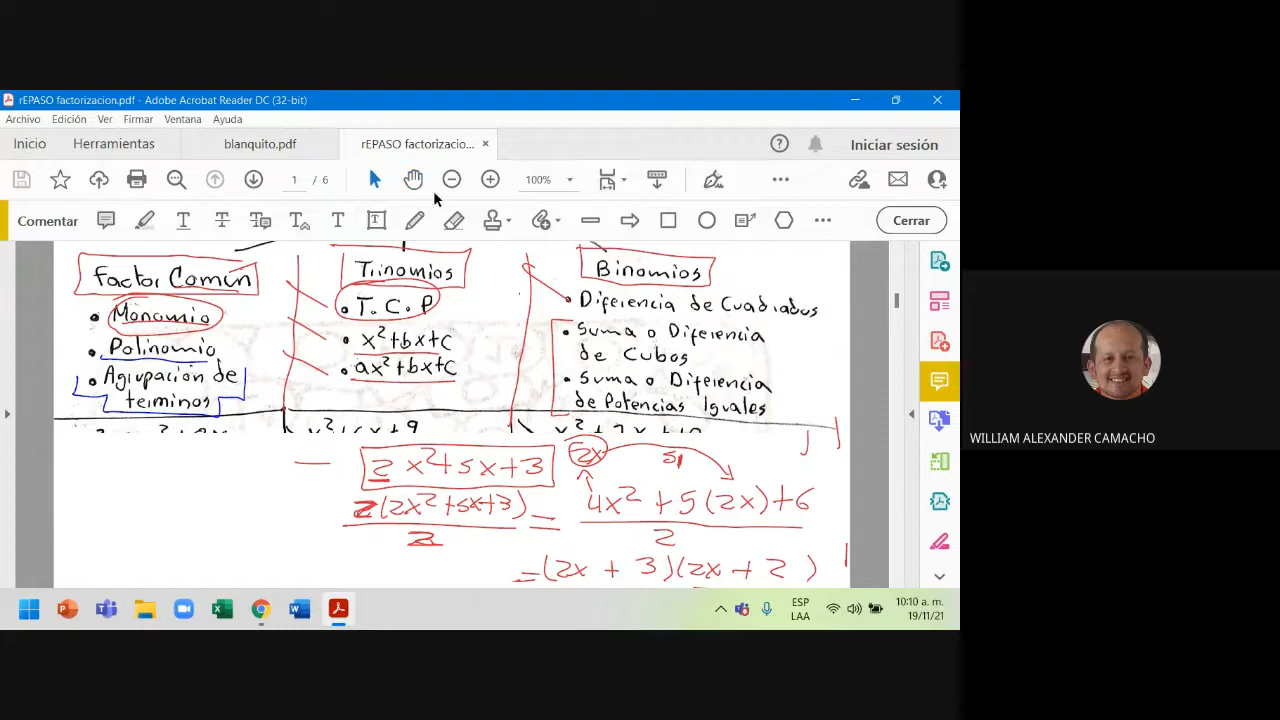 rEPASO factorizacion.pdf - Adobe Acrobat Reader DC (32-bit)
Archivo Edición Ver Firmar Ventana Ayuda
Inicio Herramientas blanquito.pdf rEPASO factorizacio... × Iniciar sesión
1 / 6 100%
Comentar Cerrar
Factor Común
• Monomio
• Polinomio
• Agrupación de
terminos
Trinomios
• T.C.P
• x²+bx+c
• ax²+bx+c
Binomios
• Diferencia de Cuadrados
• Suma o Diferencia
de Cubos
• Suma o Diferencia
de Potencias Iguales
2x²+5x+3
2x
2(2x²+5x+3) = 4x² + 5(2x)+6
2 2
=(2x + 3)(2x + 2)
WILLIAM ALEXANDER CAMACHO
ESP
LAA
10:10 a. m.
19/11/21